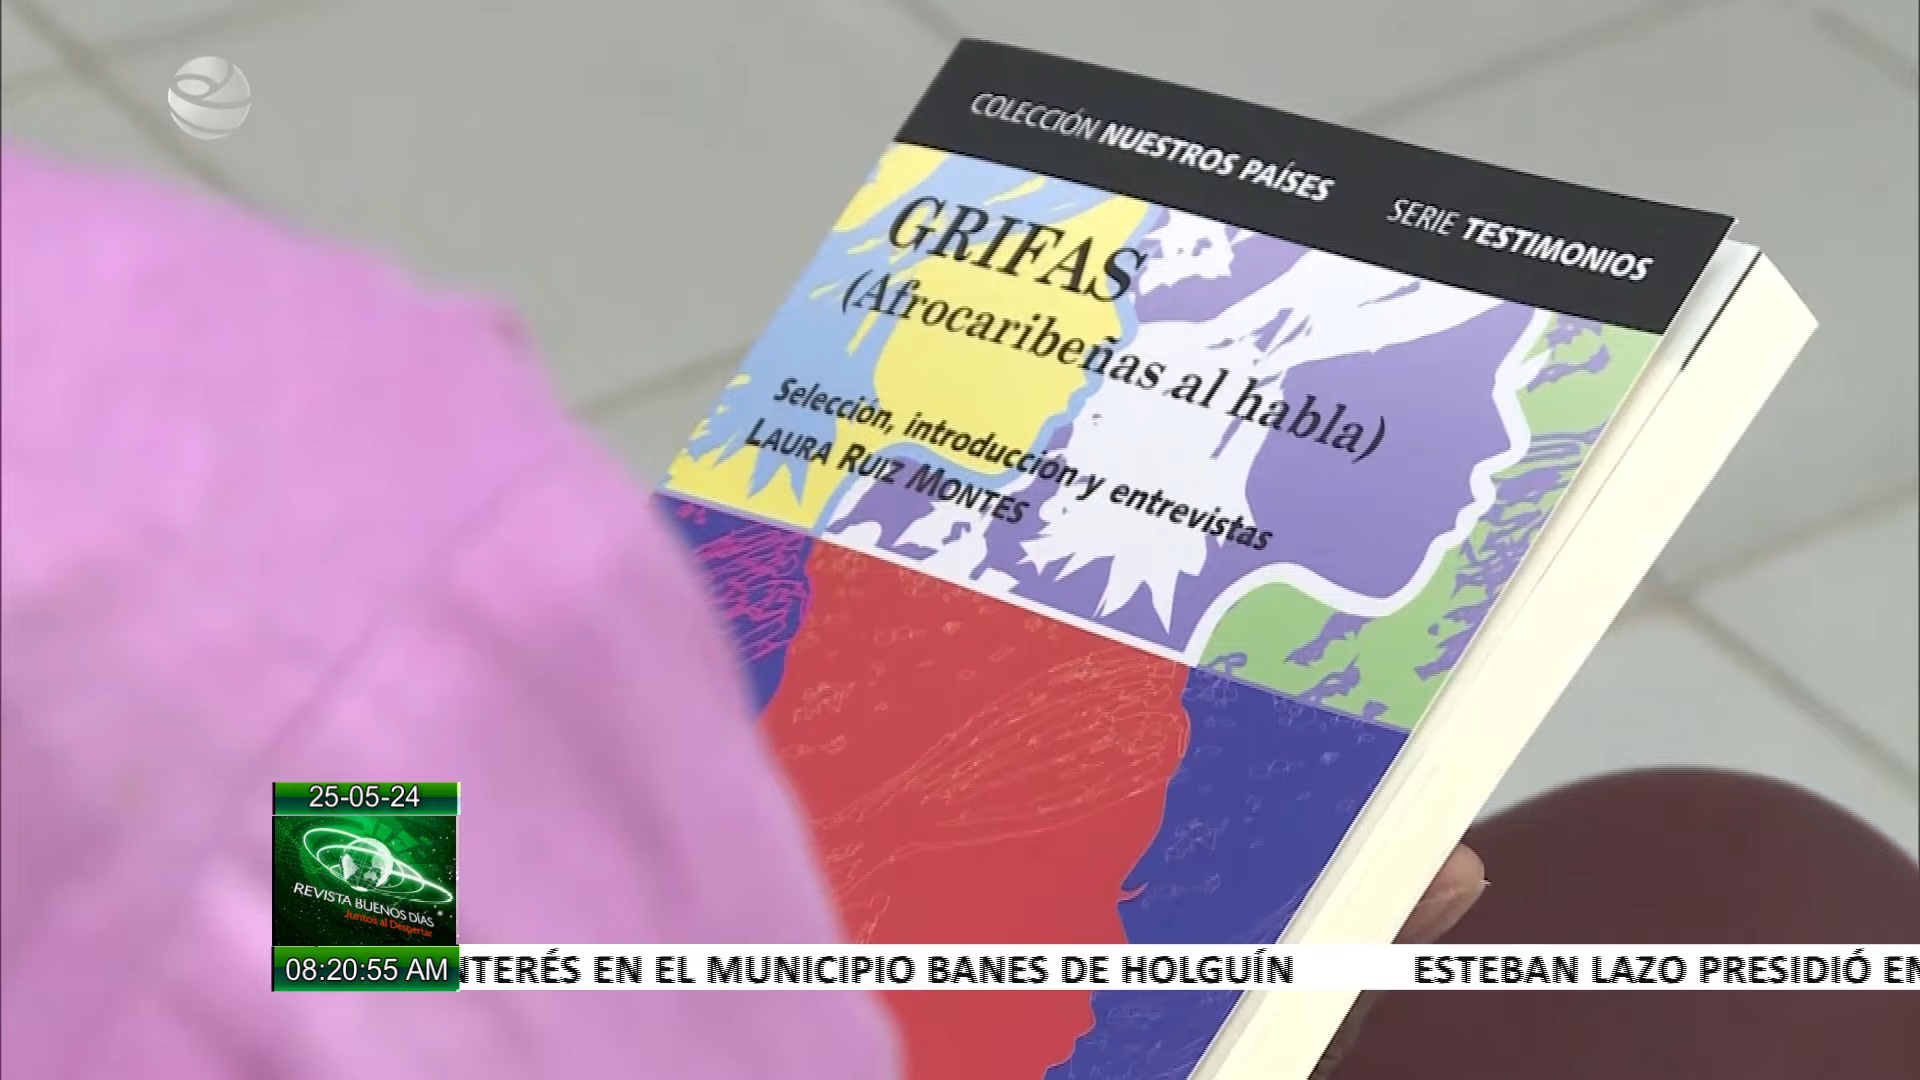 COLECCIÓN NUESTROS PAÍSES SERIE TESTIMONIOS
GRIFAS
(Afrocaribeñas al habla)
Selección, introducción y entrevistas
LAURA RUIZ MONTES
25-05-24
REVISTA BUENOS DÍAS
Juntos al Despertar
08:20:55 AM
NTERÉS EN EL MUNICIPIO BANES DE HOLGUÍN ESTEBAN LAZO PRESIDIÓ EN